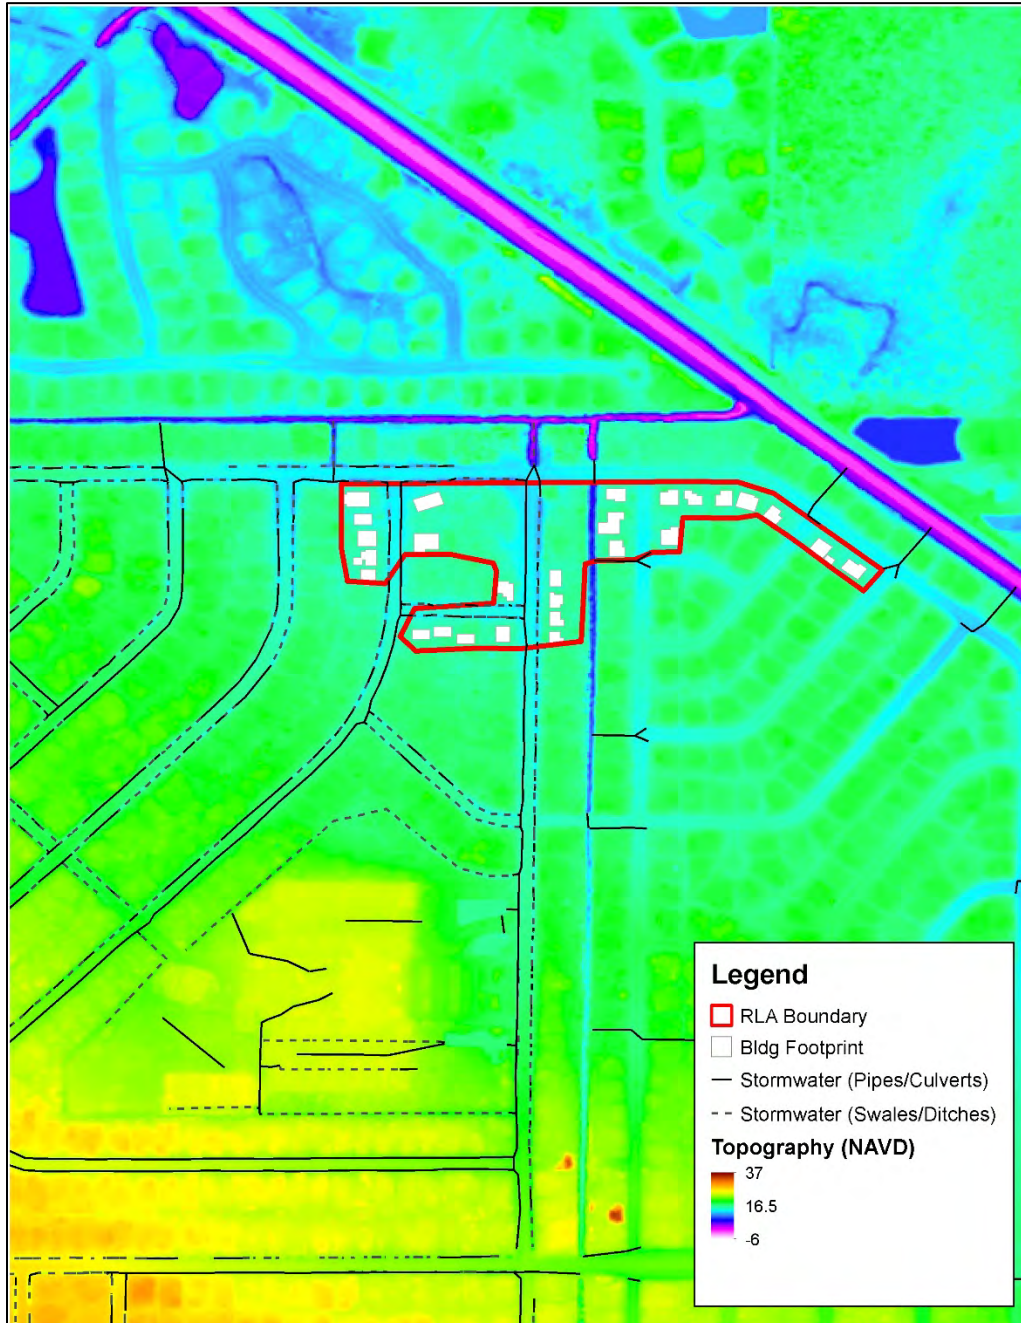 Legend
RLA Boundary
Bldg Footprint
Stormwater (Pipes/Culverts)
Stormwater (Swales/Ditches)
Topography (NAVD)
37
16.5
-6